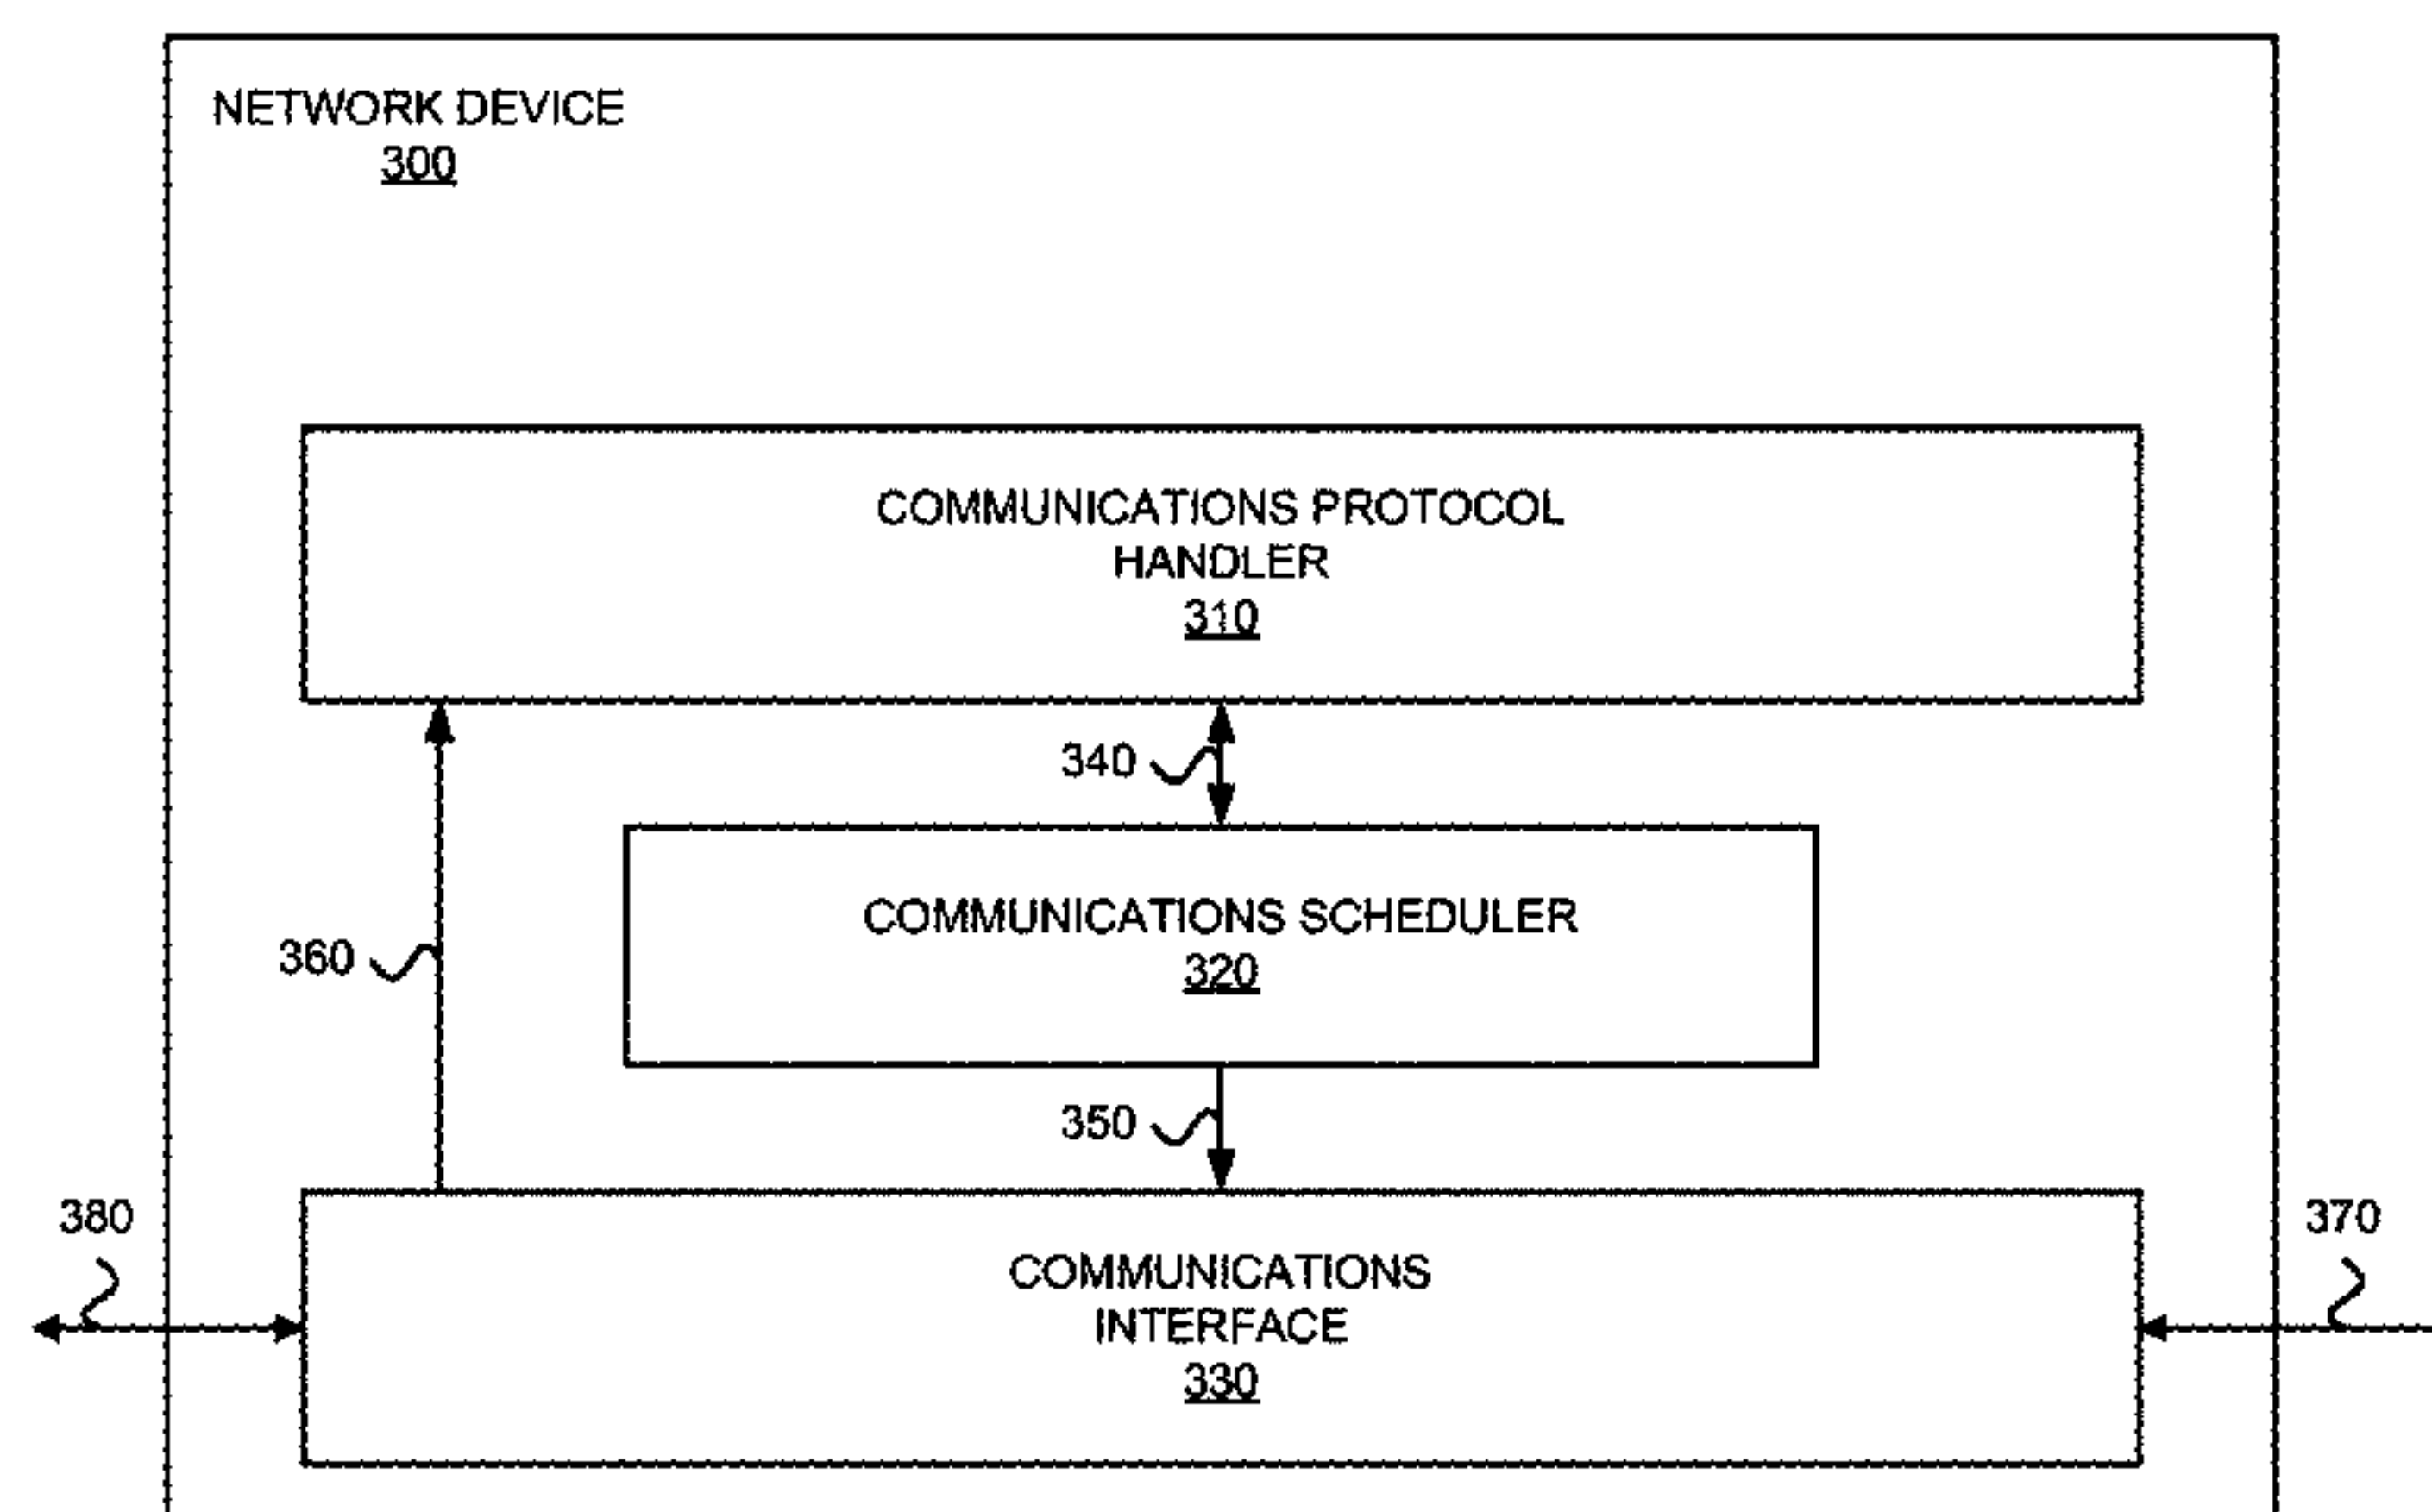 NETWORK DEVICE
300
COMMUNICATIONS PROTOCOL
HANDLER
310
340
COMMUNICATIONS SCHEDULER
320
360
350
380
370
COMMUNICATIONS
INTERFACE
330